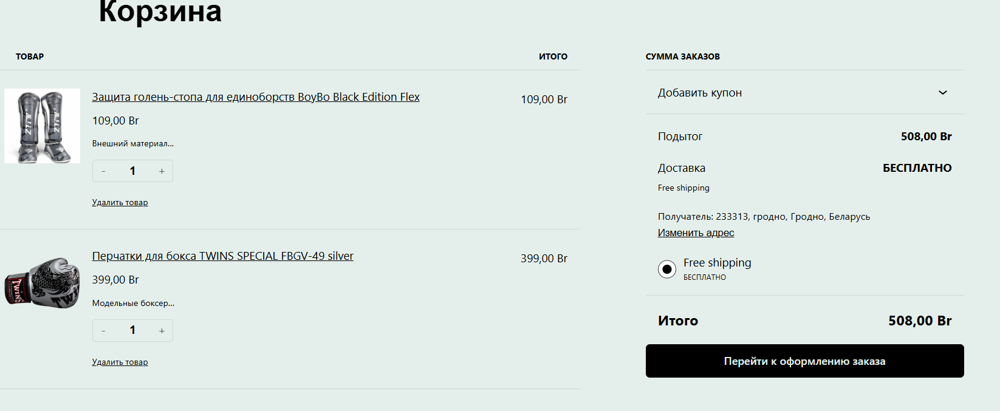 Корзина
ТОВАР
ИТОГО
Защита голень-стопа для единоборств BoyBo Black Edition Flex
109,00 Br
109,00 Br
Внешний материал...
- 1 +
Удалить товар
Перчатки для бокса TWINS SPECIAL FBGV-49 silver
399,00 Br
399,00 Br
Модельные боксер...
- 1 +
Удалить товар
TWINS
СУММА ЗАКАЗОВ
Добавить купон
Подытог 508,00 Br
Доставка БЕСПЛАТНО
Free shipping
Получатель: 233313, гродно, Гродно, Беларусь
Изменить адрес
Free shipping
БЕСПЛАТНО
Итого 508,00 Br
Перейти к оформлению заказа